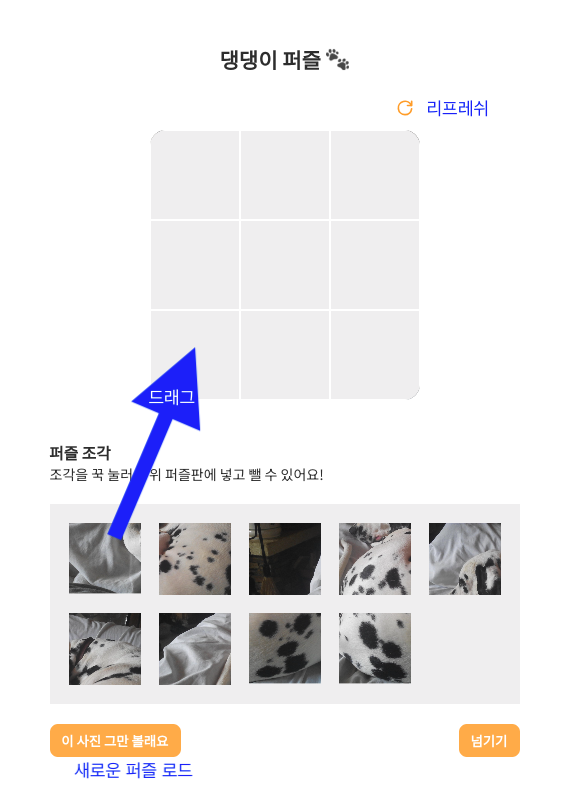 댕댕이 퍼즐 🐾
리프레쉬
드래그
퍼즐 조각
조각을 꾹 눌러 위 퍼즐판에 넣고 뺄 수 있어요!
이 사진 그만 볼래요
넘기기
새로운 퍼즐 로드